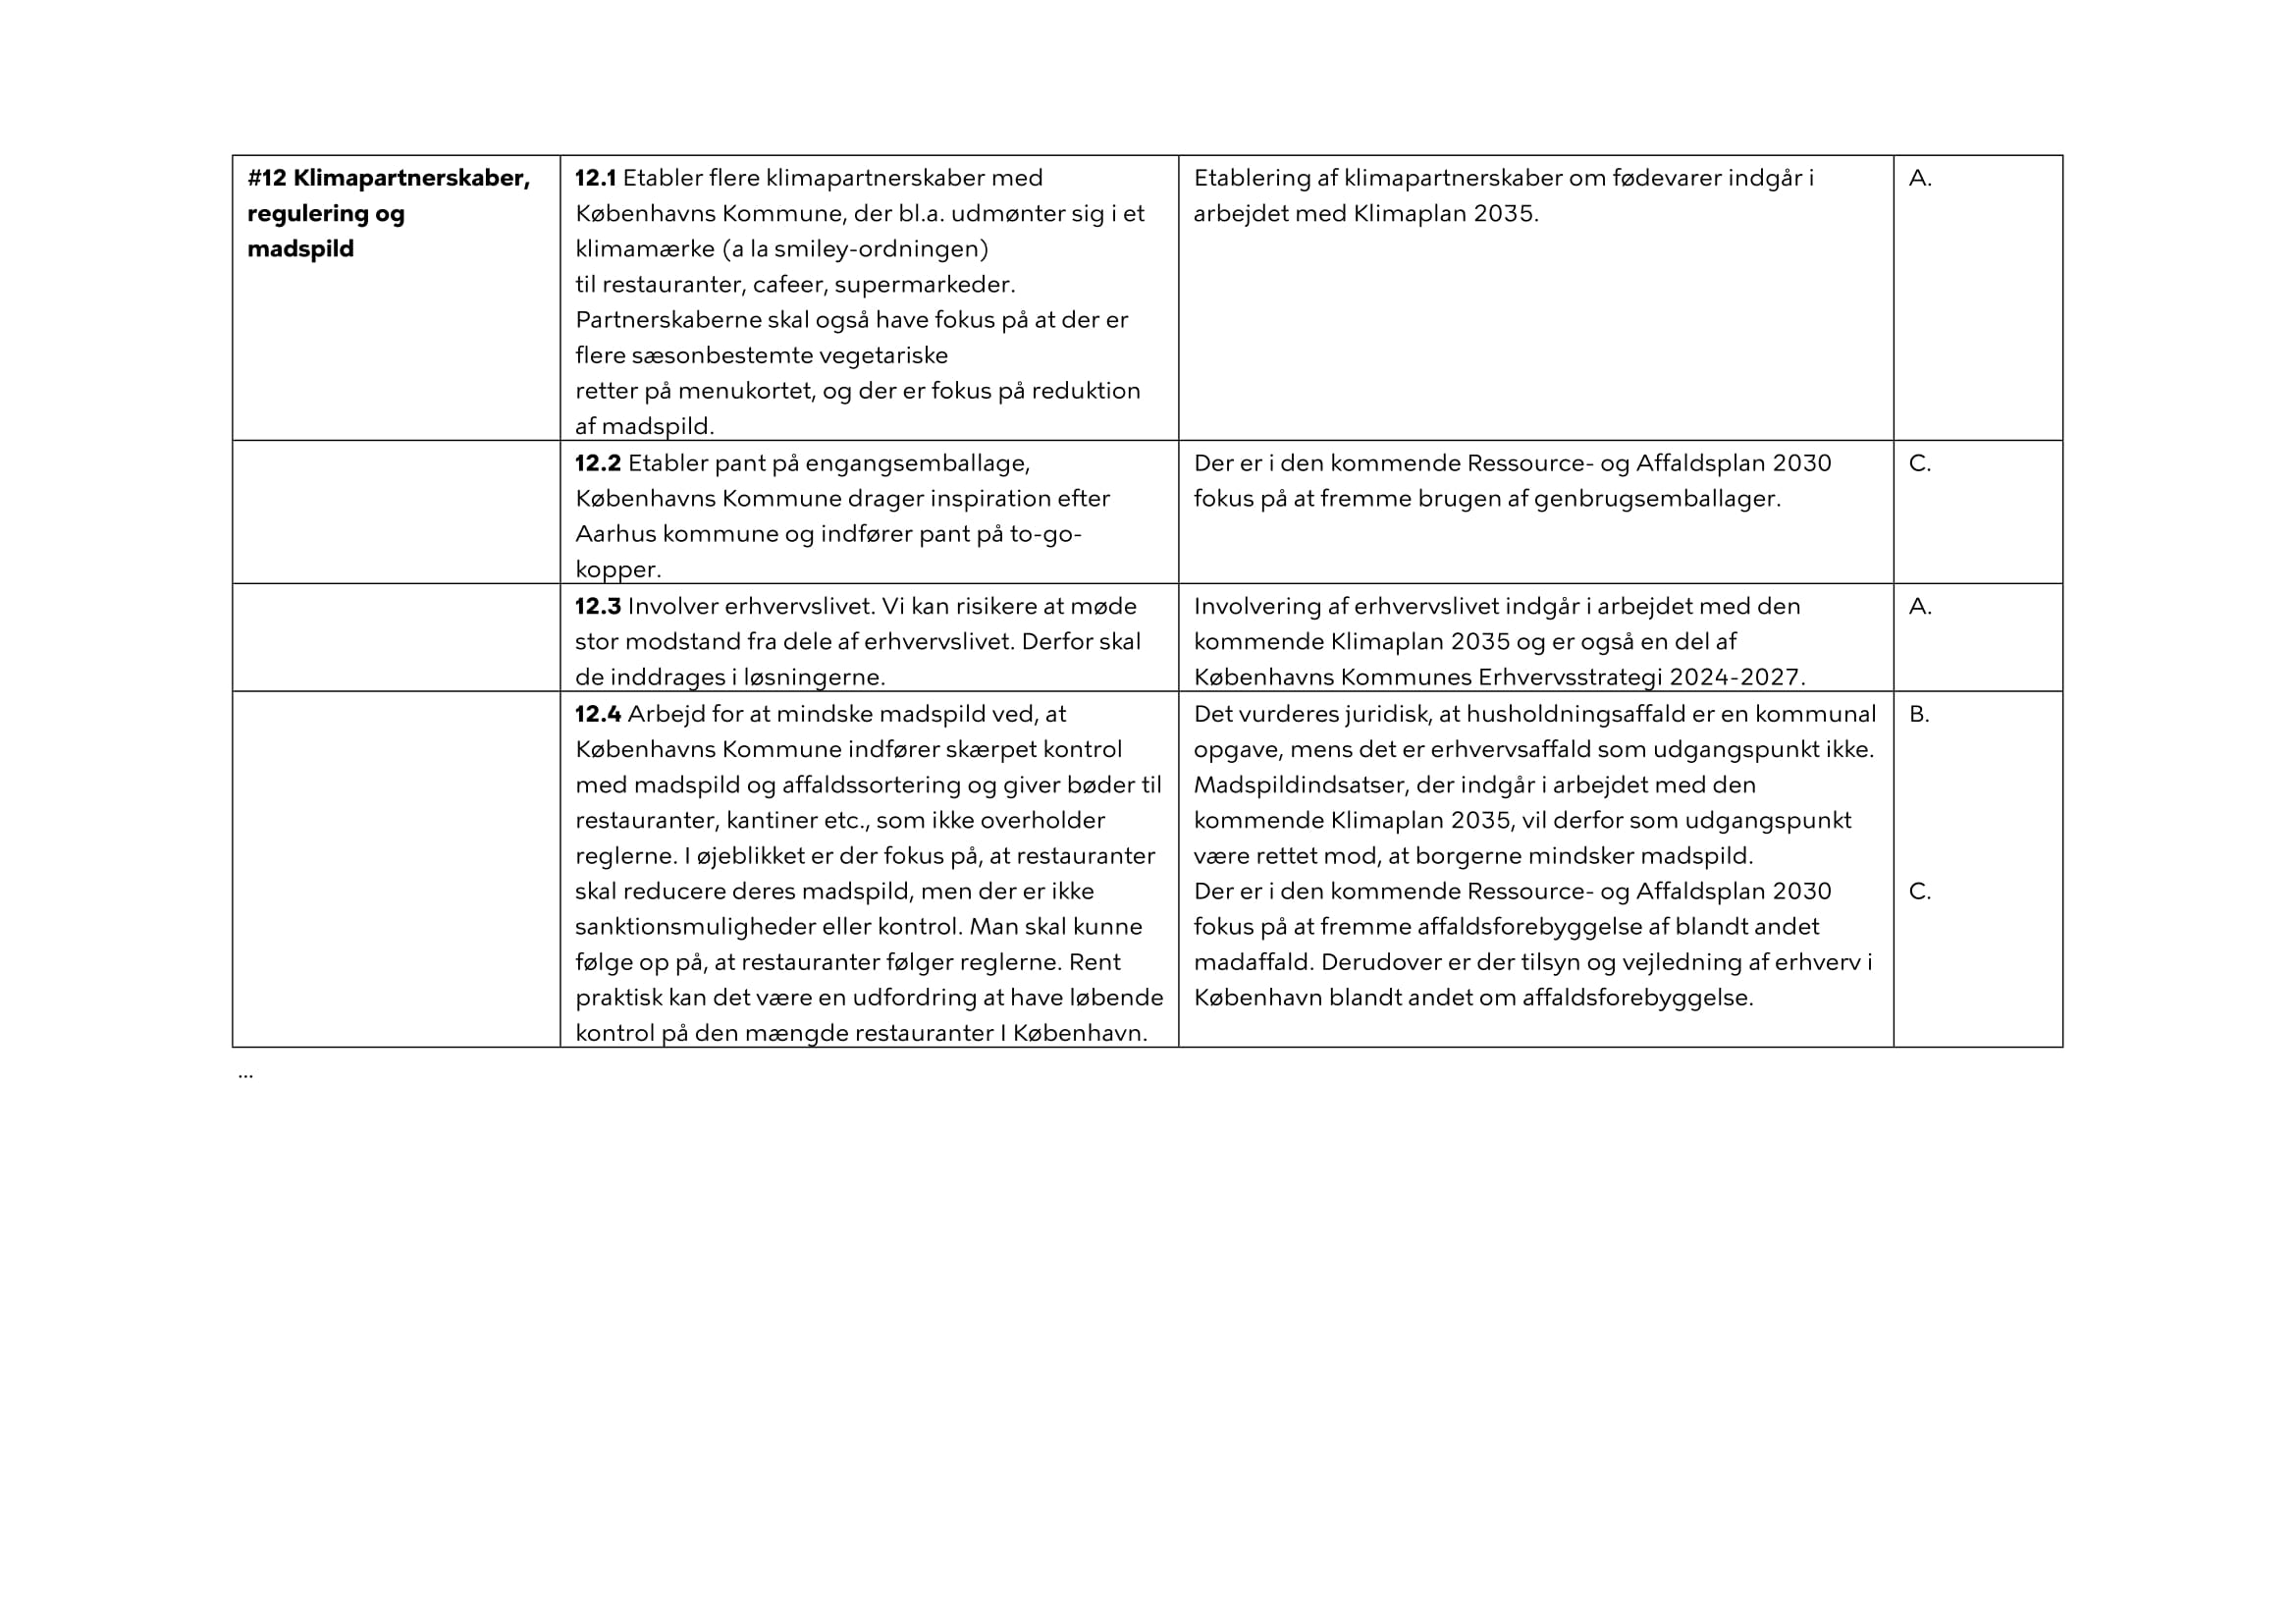 #12 Klimapartnerskaber,
regulering og
madspild
12.1 Etabler flere klimapartnerskaber med
Københavns Kommune, der bl.a. udmønter sig i et
klimamærke (a la smiley-ordningen)
til restauranter, cafeer, supermarkeder.
Partnerskaberne skal også have fokus på at der er
flere sæsonbestemte vegetariske
retter på menukortet, og der er fokus på reduktion
af madspild.
Etablering af klimapartnerskaber om fødevarer indgår i
arbejdet med Klimaplan 2035.
A.
12.2 Etabler pant på engangsemballage,
Københavns Kommune drager inspiration efter
Aarhus kommune og indfører pant på to-go-
kopper.
Der er i den kommende Ressource- og Affaldsplan 2030
fokus på at fremme brugen af genbrugsemballager.
C.
12.3 Involver erhvervslivet. Vi kan risikere at møde
stor modstand fra dele af erhvervslivet. Derfor skal
de inddrages i løsningerne.
Involvering af erhvervslivet indgår i arbejdet med den
kommende Klimaplan 2035 og er også en del af
Københavns Kommunes Erhvervsstrategi 2024-2027.
A.
12.4 Arbejd for at mindske madspild ved, at
Københavns Kommune indfører skærpet kontrol
med madspild og affaldssortering og giver bøder til
restauranter, kantiner etc., som ikke overholder
reglerne. I øjeblikket er der fokus på, at restauranter
skal reducere deres madspild, men der er ikke
sanktionsmuligheder eller kontrol. Man skal kunne
følge op på, at restauranter følger reglerne. Rent
praktisk kan det være en udfordring at have løbende
kontrol på den mængde restauranter I København.
Det vurderes juridisk, at husholdningsaffald er en kommunal
opgave, mens det er erhvervsaffald som udgangspunkt ikke.
Madspildindsatser, der indgår i arbejdet med den
kommende Klimaplan 2035, vil derfor som udgangspunkt
være rettet mod, at borgerne mindsker madspild.
Der er i den kommende Ressource- og Affaldsplan 2030
fokus på at fremme affaldsforebyggelse af blandt andet
madaffald. Derudover er der tilsyn og vejledning af erhverv i
København blandt andet om affaldsforebyggelse.
B.
C.
...